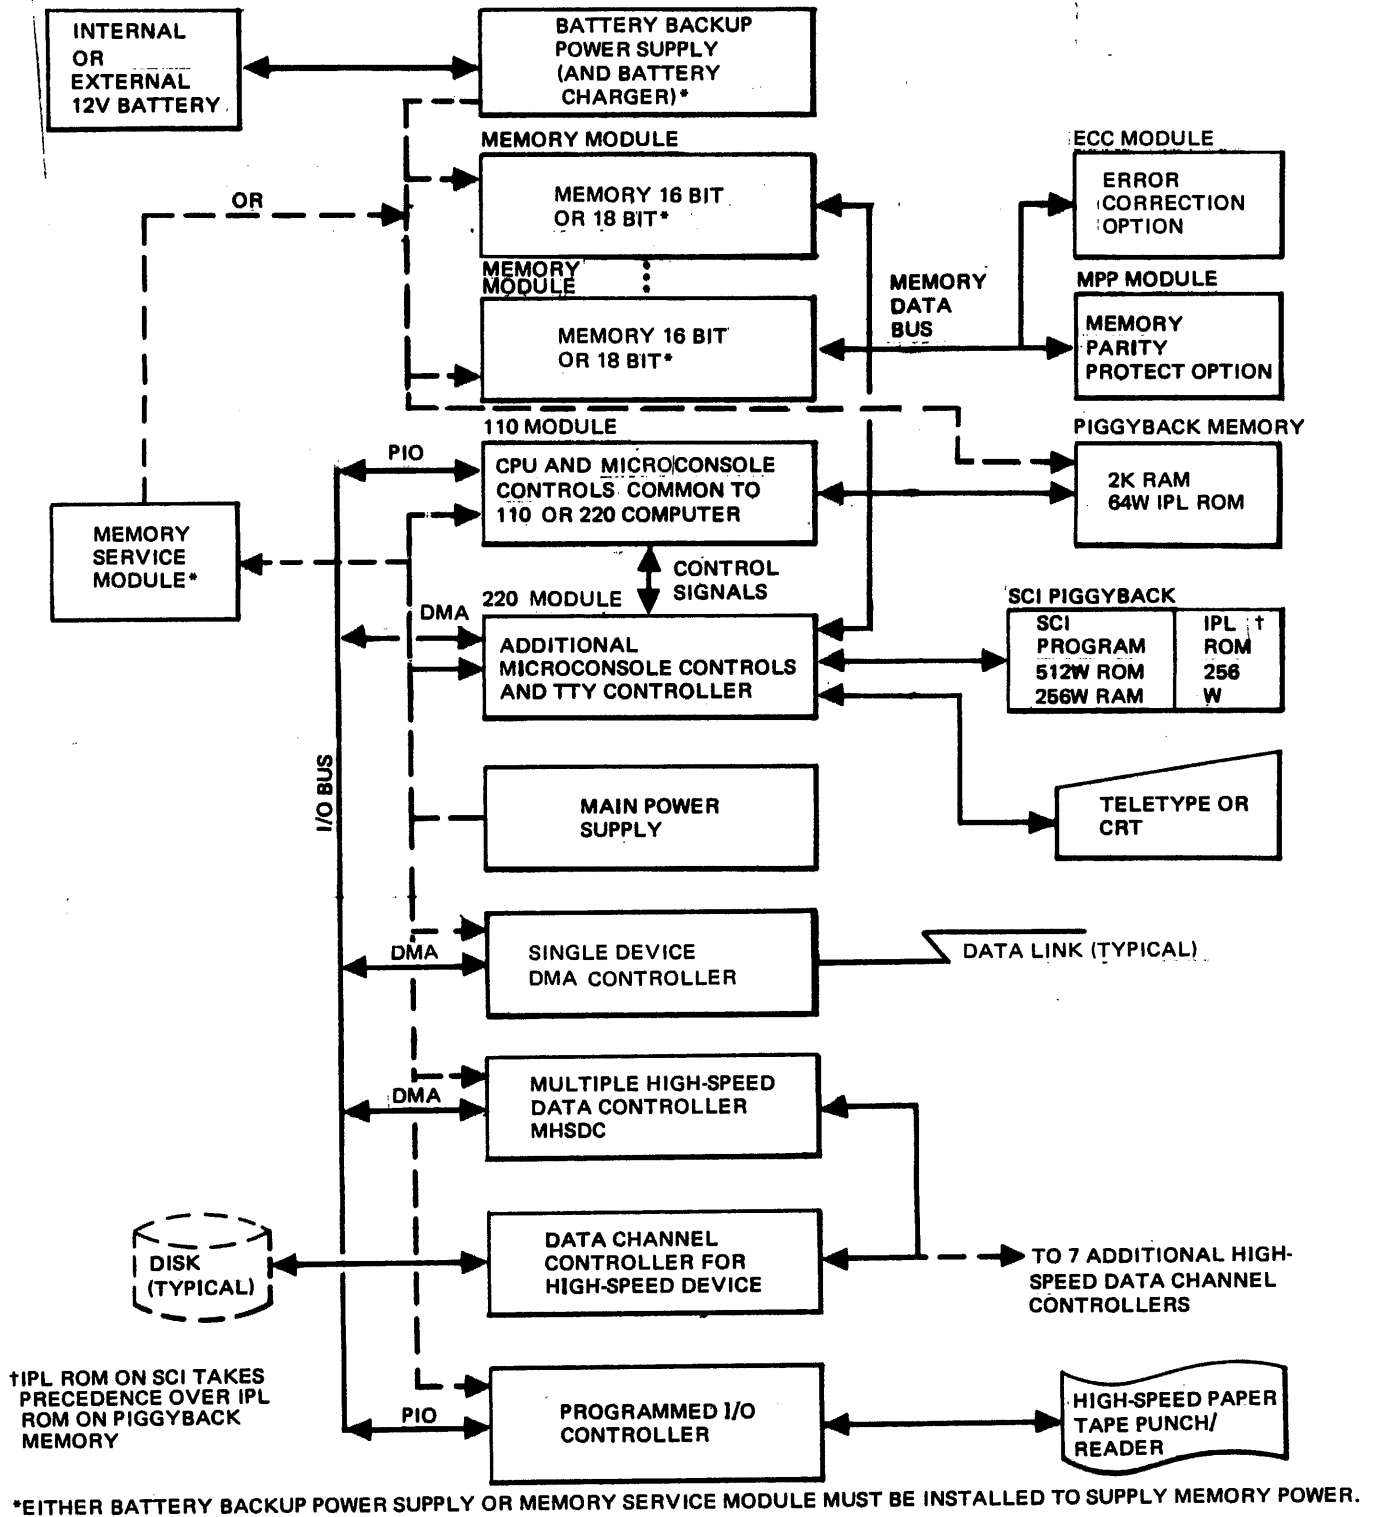 INTERNAL
OR
EXTERNAL
12V BATTERY
BATTERY BACKUP
POWER SUPPLY
(AND BATTERY
CHARGER)*
MEMORY MODULE
MEMORY 16 BIT
OR 18 BIT*
ECC MODULE
ERROR
CORRECTION
OPTION
OR
MEMORY
MODULE
MEMORY 16 BIT
OR 18 BIT*
MEMORY
DATA
BUS
MPP MODULE
MEMORY
PARITY
PROTECT OPTION
110 MODULE
PIO
CPU AND MICROCONSOLE
CONTROLS COMMON TO
110 OR 220 COMPUTER
PIGGYBACK MEMORY
2K RAM
64W IPL ROM
MEMORY
SERVICE
MODULE*
CONTROL
SIGNALS
220 MODULE
DMA
ADDITIONAL
MICROCONSOLE CONTROLS
AND TTY CONTROLLER
SCI PIGGYBACK
SCI
PROGRAM
512W ROM
256W RAM
IPL †
ROM
256
W
I/O BUS
MAIN POWER
SUPPLY
TELETYPE OR
CRT
DMA
SINGLE DEVICE
DMA CONTROLLER
DATA LINK (TYPICAL)
DMA
MULTIPLE HIGH-SPEED
DATA CONTROLLER
MHSDC
DISK
(TYPICAL)
DATA CHANNEL
CONTROLLER FOR
HIGH-SPEED DEVICE
TO 7 ADDITIONAL HIGH-
SPEED DATA CHANNEL
CONTROLLERS
†IPL ROM ON SCI TAKES
PRECEDENCE OVER IPL
ROM ON PIGGYBACK
MEMORY
PIO
PROGRAMMED I/O
CONTROLLER
HIGH-SPEED PAPER
TAPE PUNCH/
READER
*EITHER BATTERY BACKUP POWER SUPPLY OR MEMORY SERVICE MODULE MUST BE INSTALLED TO SUPPLY MEMORY POWER.